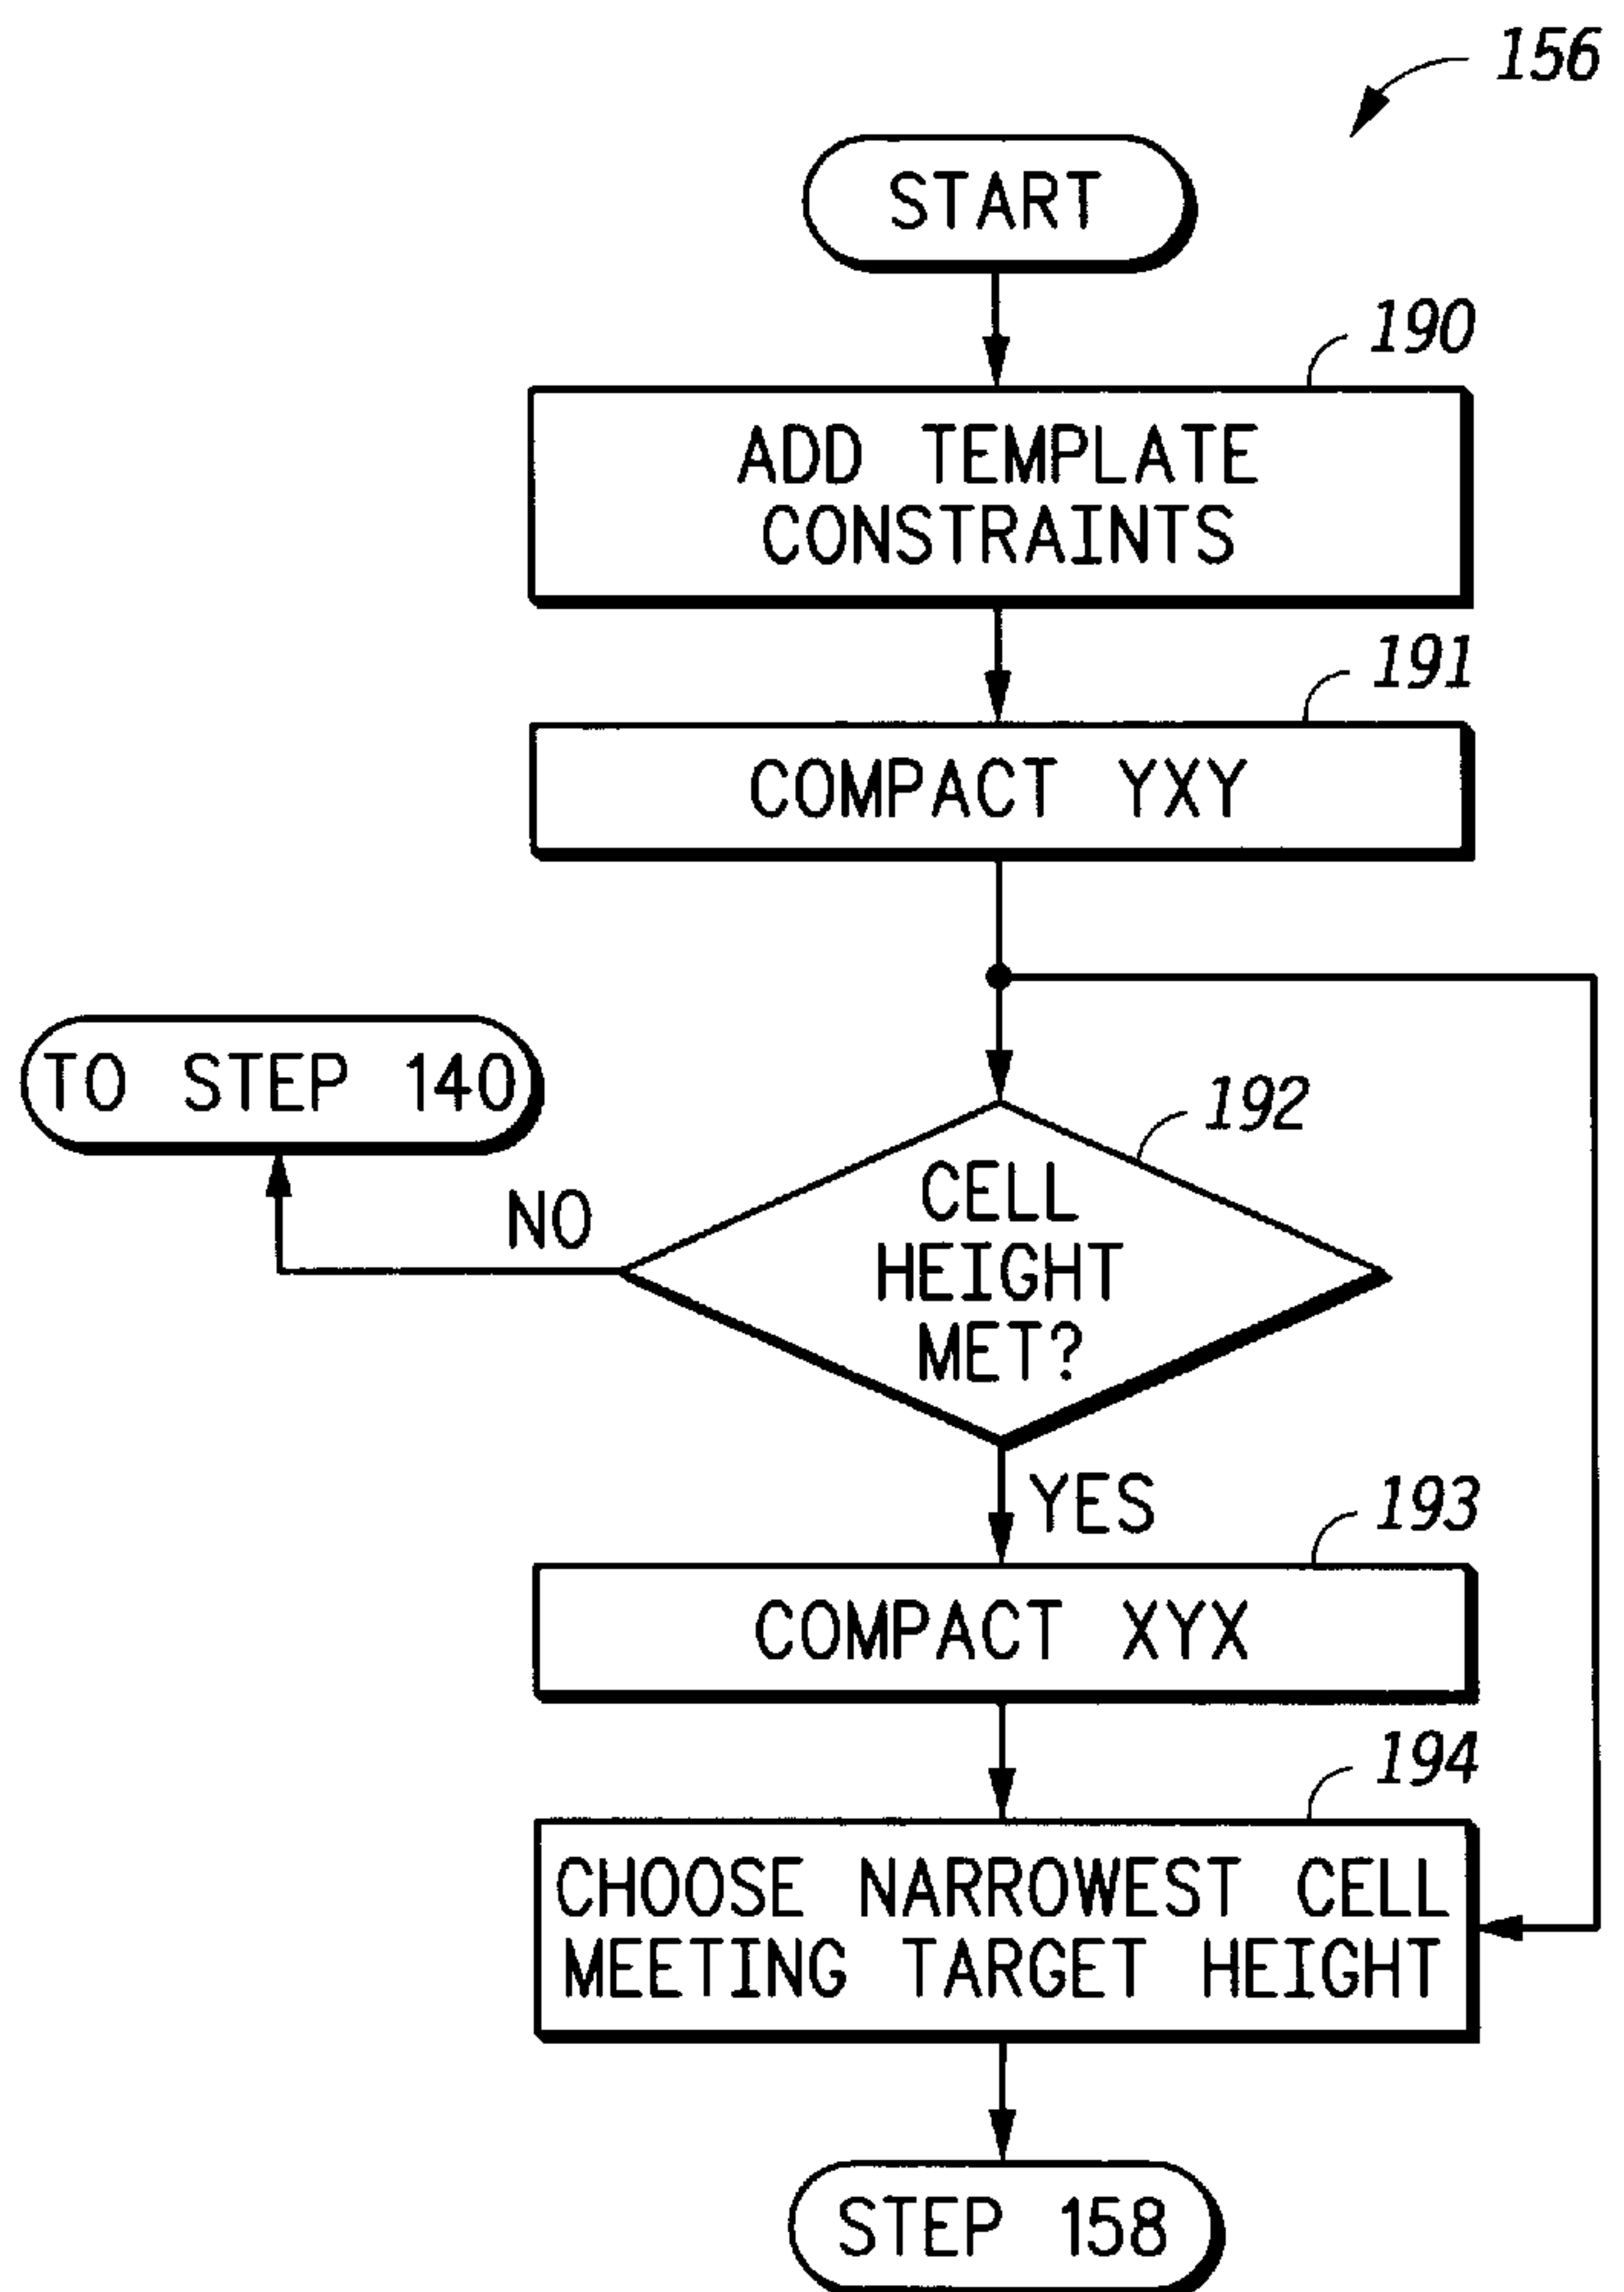 156
START
190
ADD TEMPLATE
CONSTRAINTS
191
COMPACT YXY
TO STEP 140
192
NO
CELL
HEIGHT
MET?
YES
193
COMPACT XYX
194
CHOOSE NARROWEST CELL
MEETING TARGET HEIGHT
STEP 158